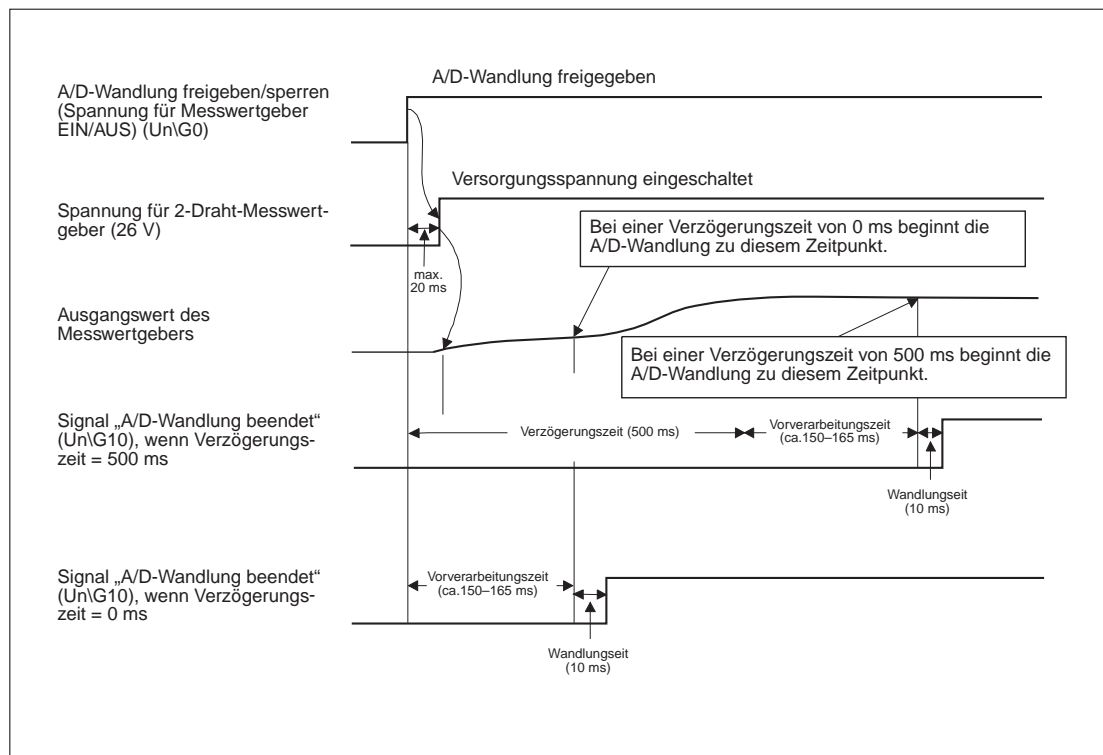 A/D-Wandlung freigegeben
A/D-Wandlung freigeben/sperren
(Spannung für Messwertgeber
EIN/AUS) (Un\G0)
Versorgungsspannung eingeschaltet
Spannung für 2-Draht-Messwert-
geber (26 V)
Bei einer Verzögerungszeit von 0 ms beginnt die
A/D-Wandlung zu diesem Zeitpunkt.
max.
20 ms
Ausgangswert des
Messwertgebers
Bei einer Verzögerungszeit von 500 ms beginnt die
A/D-Wandlung zu diesem Zeitpunkt.
Signal „A/D-Wandlung beendet“
(Un\G10), wenn Verzögerungs-
zeit = 500 ms
Verzögerungszeit (500 ms)
Vorverarbeitungszeit
(ca.150–165 ms)
Wandlungseit
(10 ms)
Signal „A/D-Wandlung beendet“
(Un\G10), wenn Verzögerungs-
zeit = 0 ms
Vorverarbeitungszeit
(ca.150–165 ms)
Wandlungseit
(10 ms)